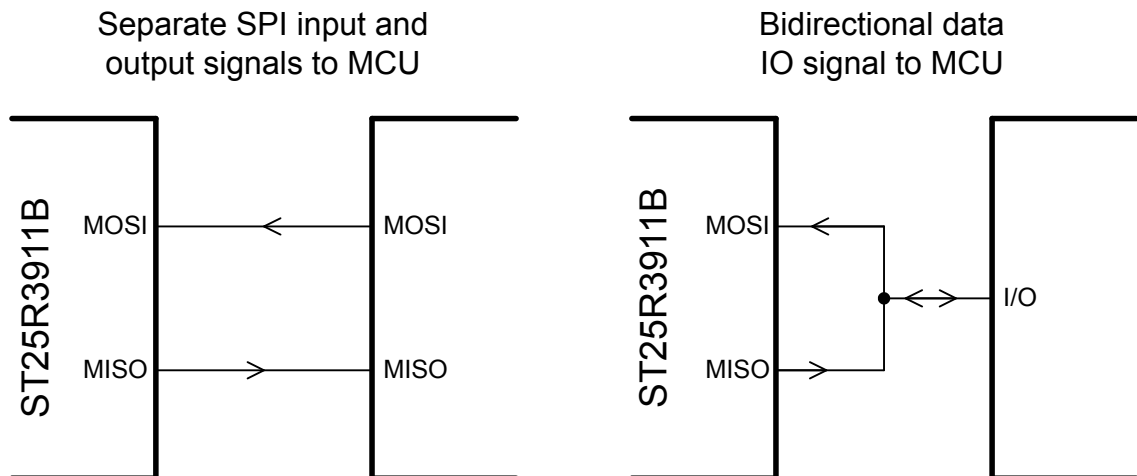 Separate SPI input and
output signals to MCU
ST25R3911B
MOSI
MOSI
MISO
MISO
Bidirectional data
IO signal to MCU
ST25R3911B
MOSI
I/O
MISO